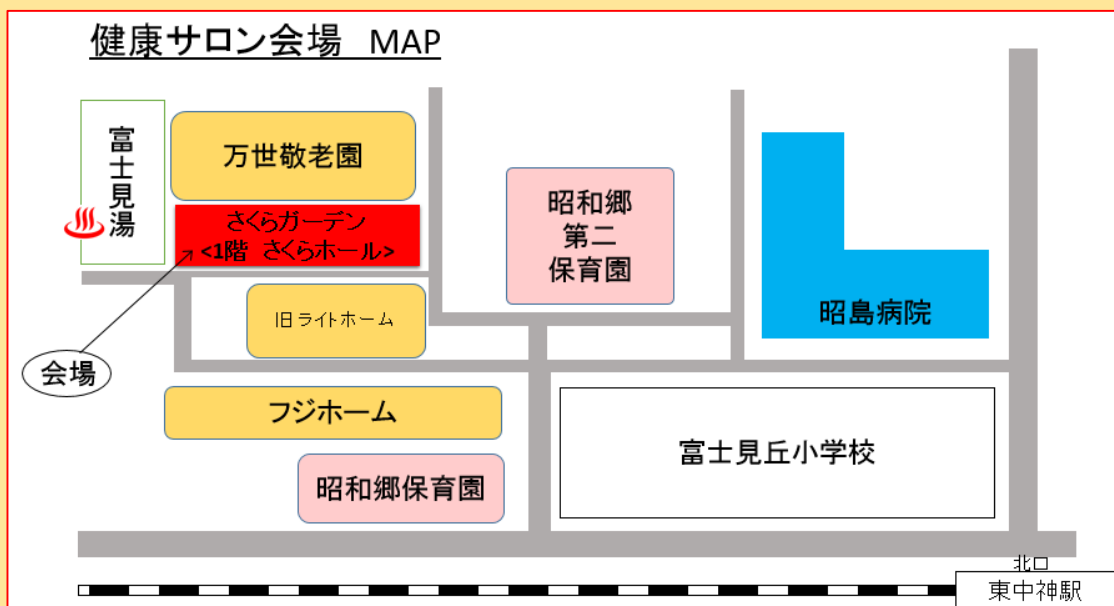 健康サロン会場 MAP
富士見湯
万世敬老園
さくらガーデン
<1階 さくらホール>
昭和郷
第二
保育園
昭島病院
旧ライトホーム
会場
フジホーム
富士見丘小学校
昭和郷保育園
北口
東中神駅